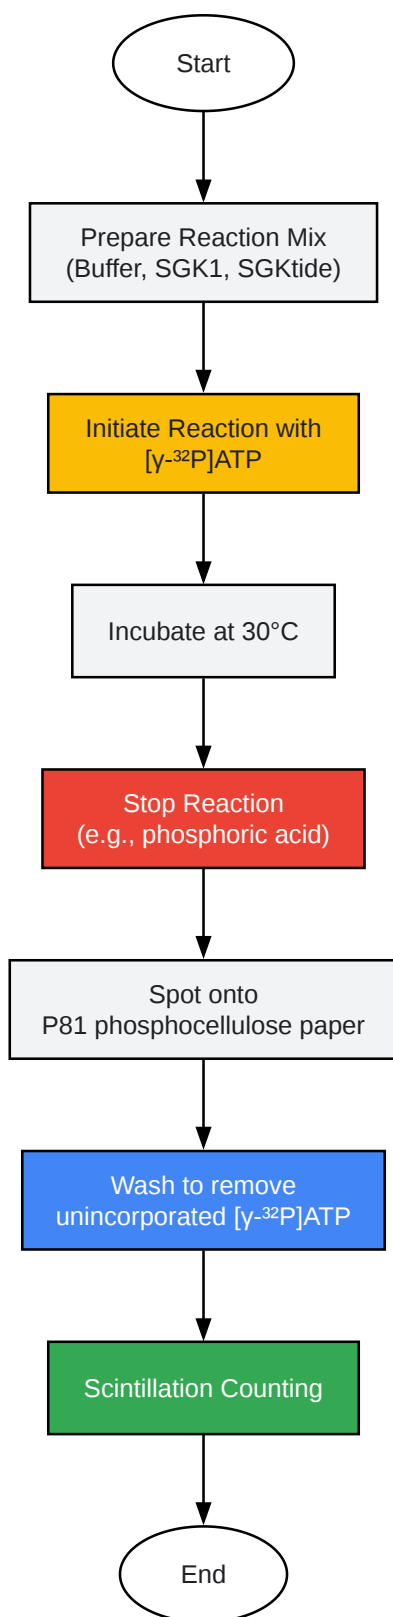 Start
Prepare Reaction Mix
(Buffer, SGK1, SGKtide)
Initiate Reaction with
[γ-³²P]ATP
Incubate at 30°C
Stop Reaction
(e.g., phosphoric acid)
Spot onto
P81 phosphocellulose paper
Wash to remove
unincorporated [γ-³²P]ATP
Scintillation Counting
End